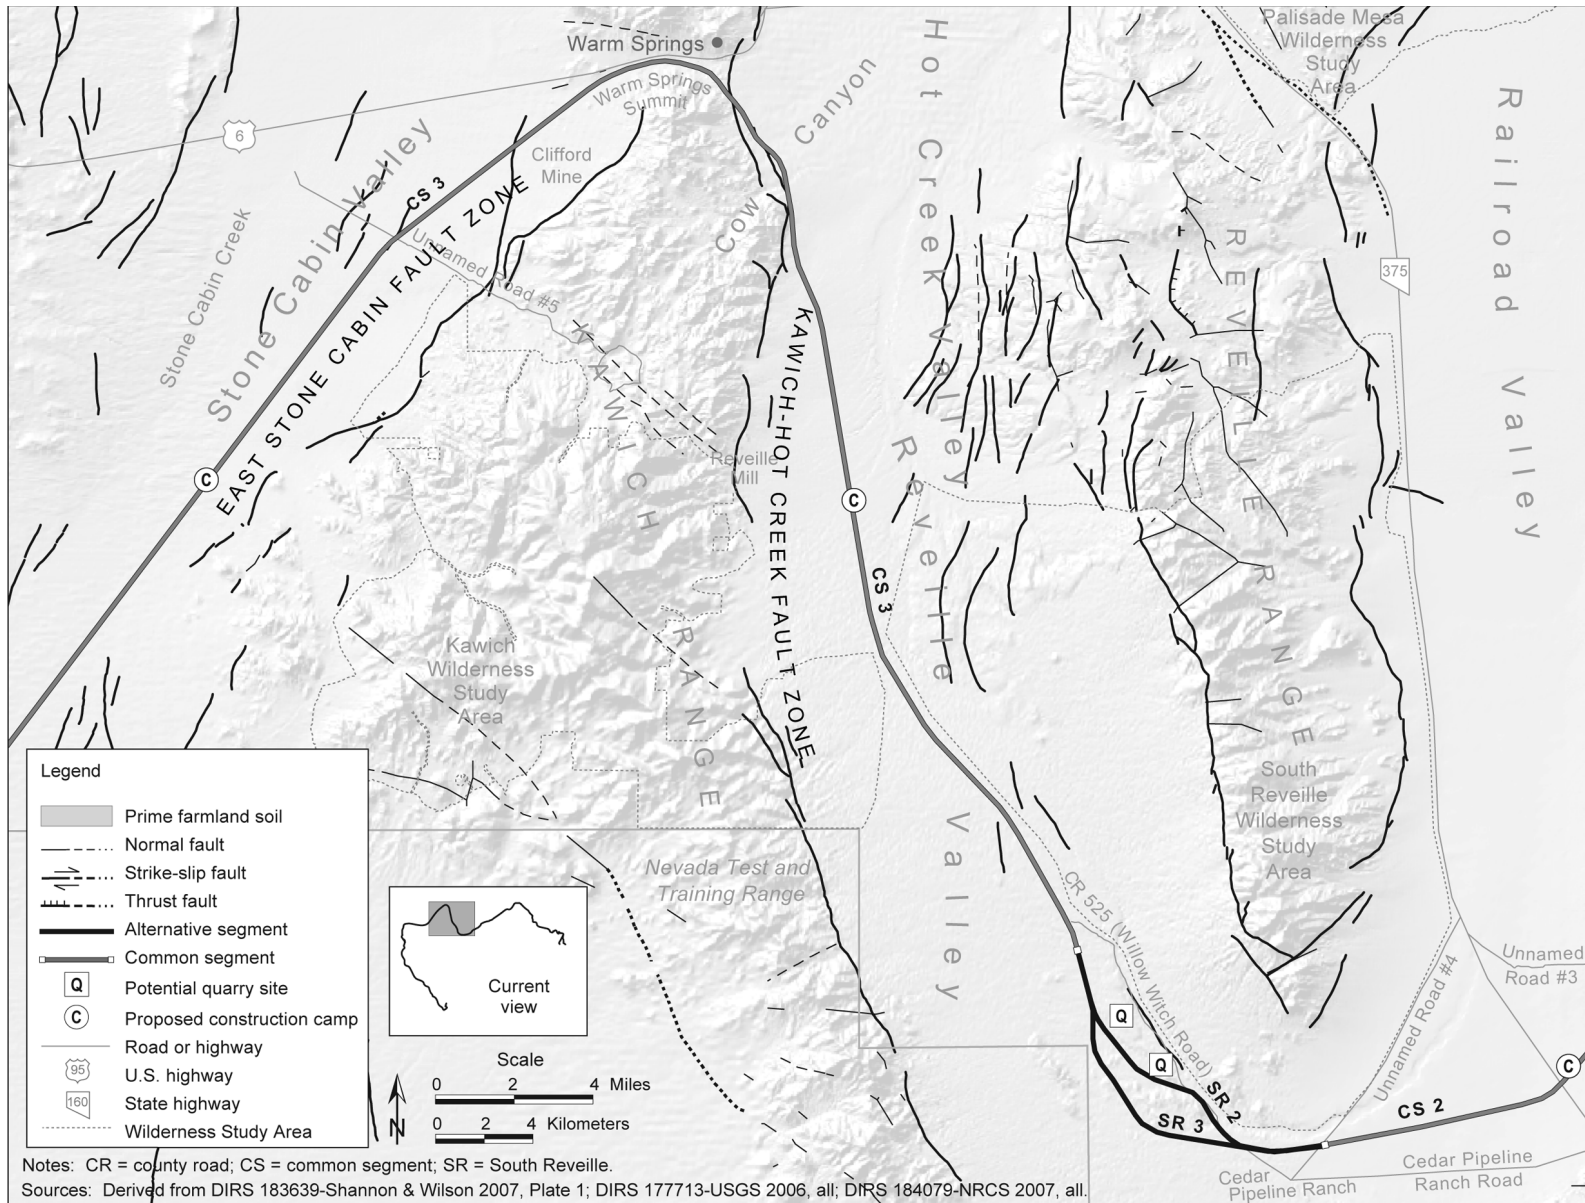 Warm Springs
Warm Springs
Summit
Palisade Mesa
Wilderness
Study
Area
6
Clifford
Mine
CS 3
Stone Cabin Valley
Stone Cabin Creek
EAST STONE CABIN FAULT ZONE
Unnamed Road #5
Cow Canyon
Hot Creek Valley
Railroad Valley
375
REVEILLE RANGE
KAWICH RANGE
KAWICH-HOT CREEK FAULT ZONE
Reveille
Mill
C
C
CS 3
Reveille Valley
Kawich
Wilderness
Study
Area
South
Reveille
Wilderness
Study
Area
Nevada Test and
Training Range
CR 525 (Willow Witch Road)
Unnamed
Road #3
Unnamed Road #4
Q
Q
C
SR 2
SR 3
CS 2
Cedar
Pipeline Ranch
Cedar Pipeline
Ranch Road
Legend
Prime farmland soil
Normal fault
Strike-slip fault
Thrust fault
Alternative segment
Common segment
Q Potential quarry site
C Proposed construction camp
Road or highway
95 U.S. highway
160 State highway
Wilderness Study Area
Current
view
Scale
0 2 4 Miles
0 2 4 Kilometers
N
Notes: CR = county road; CS = common segment; SR = South Reveille.
Sources: Derived from DIRS 183639-Shannon & Wilson 2007, Plate 1; DIRS 177713-USGS 2006, all; DIRS 184079-NRCS 2007, all.